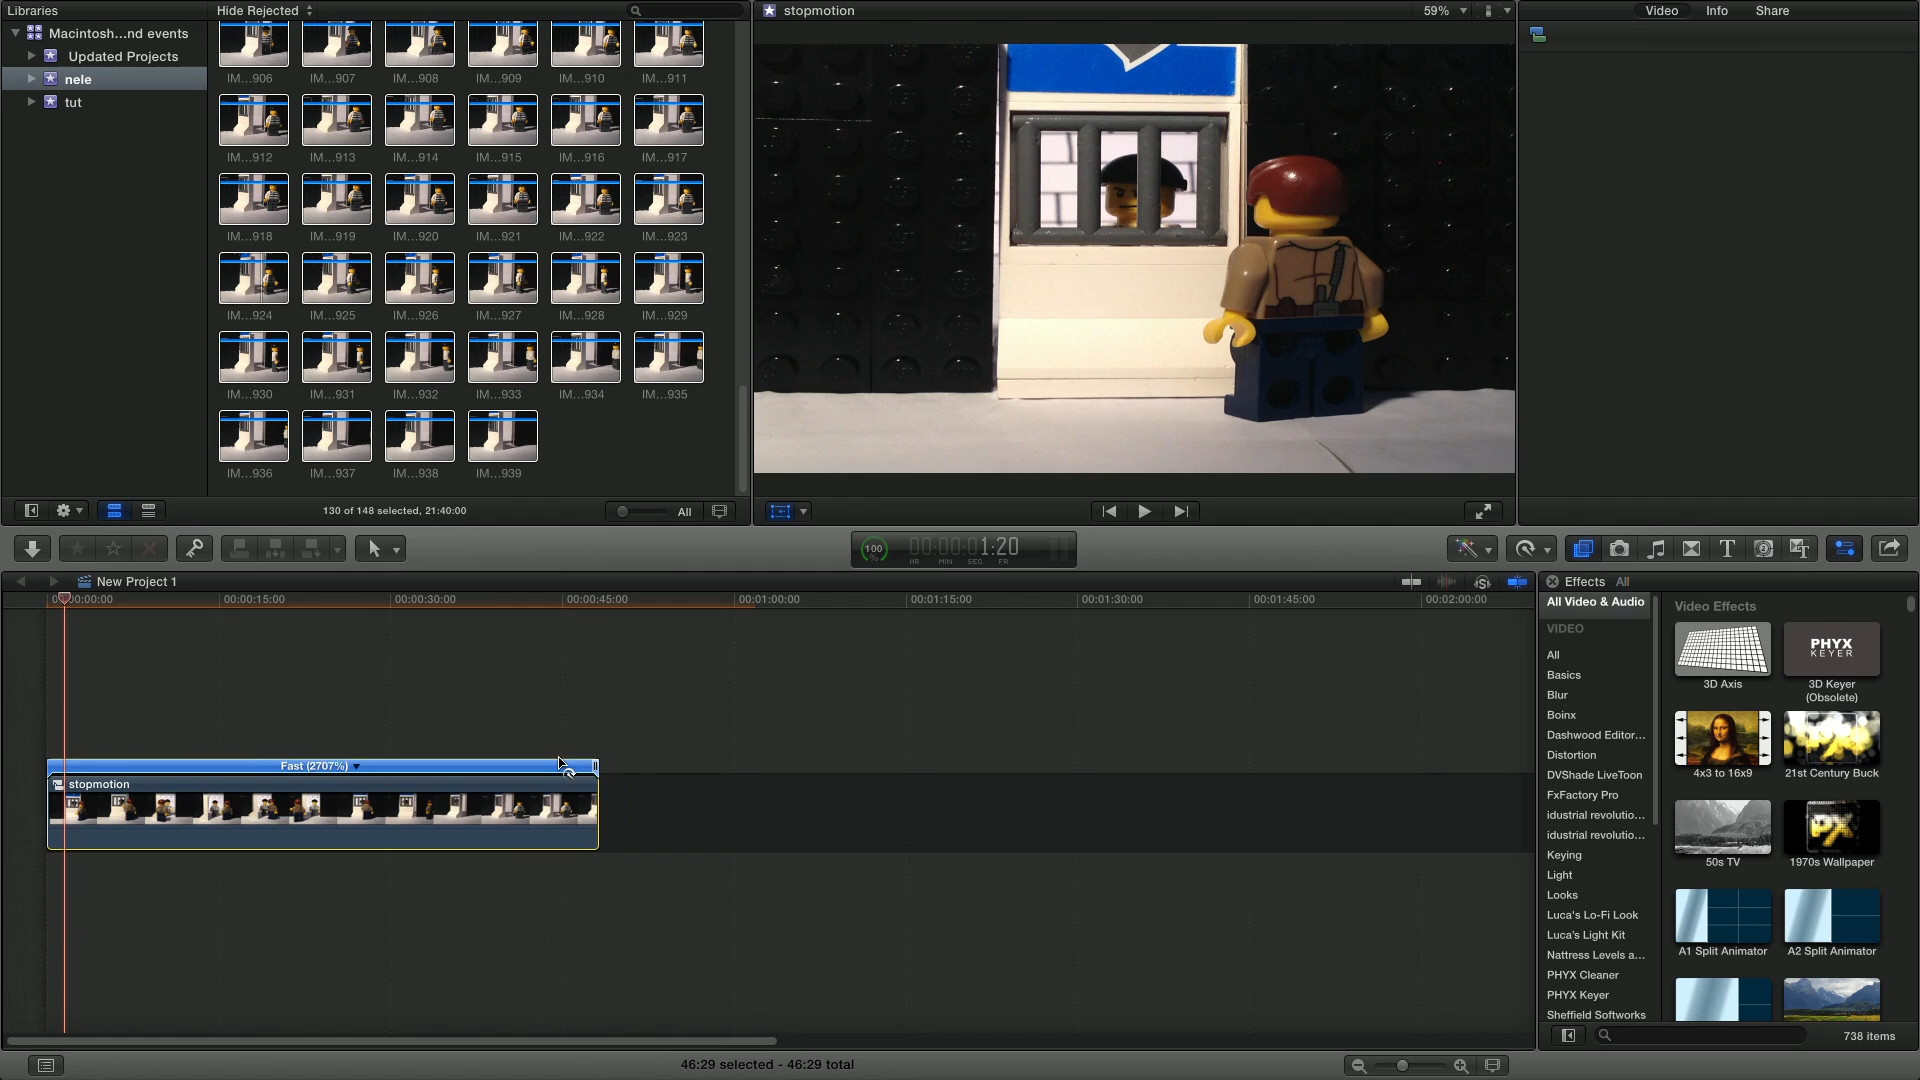 Libraries
Hide Rejected
stopmotion
59%
Video
Info
Share
Macintosh...nd events
Updated Projects
nele
tut
IM...906
IM...907
IM...908
IM...909
IM...910
IM...911
IM...912
IM...913
IM...914
IM...915
IM...916
IM...917
IM...918
IM...919
IM...920
IM...921
IM...922
IM...923
IM...924
IM...925
IM...926
IM...927
IM...928
IM...929
IM...930
IM...931
IM...932
IM...933
IM...934
IM...935
IM...936
IM...937
IM...938
IM...939
130 of 148 selected, 21:40:00
All
100
%
00:00:01:20
HR MIN SEC FR
New Project 1
Effects All
00:00:15:00
00:00:30:00
00:00:45:00
00:01:00:00
00:01:15:00
00:01:30:00
00:01:45:00
00:02:00:00
Fast (2707%)
stopmotion
All Video & Audio
VIDEO
All
Basics
Blur
Boinx
Dashwood Editor...
Distortion
DVShade LiveToon
FxFactory Pro
idustrial revolutio...
idustrial revolutio...
Keying
Light
Looks
Luca's Lo-Fi Look
Luca's Light Kit
Nattress Levels a...
PHYX Cleaner
PHYX Keyer
Sheffield Softworks
Video Effects
PHYX
KEYER
3D Axis
3D Keyer
(Obsolete)
4x3 to 16x9
21st Century Buck
PX
50s TV
1970s Wallpaper
A1 Split Animator
A2 Split Animator
738 items
46:29 selected - 46:29 total